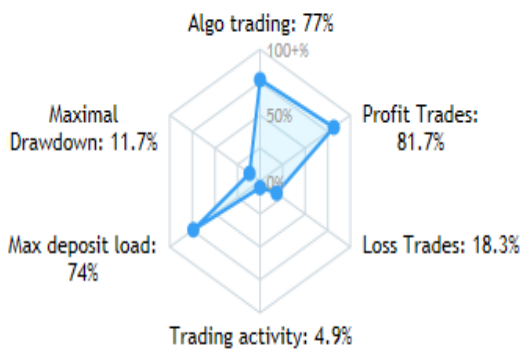 Algo trading: 77%
100+%
50%
0%
Profit Trades:
81.7%
Loss Trades: 18.3%
Trading activity: 4.9%
Max deposit load:
74%
Maximal
Drawdown: 11.7%